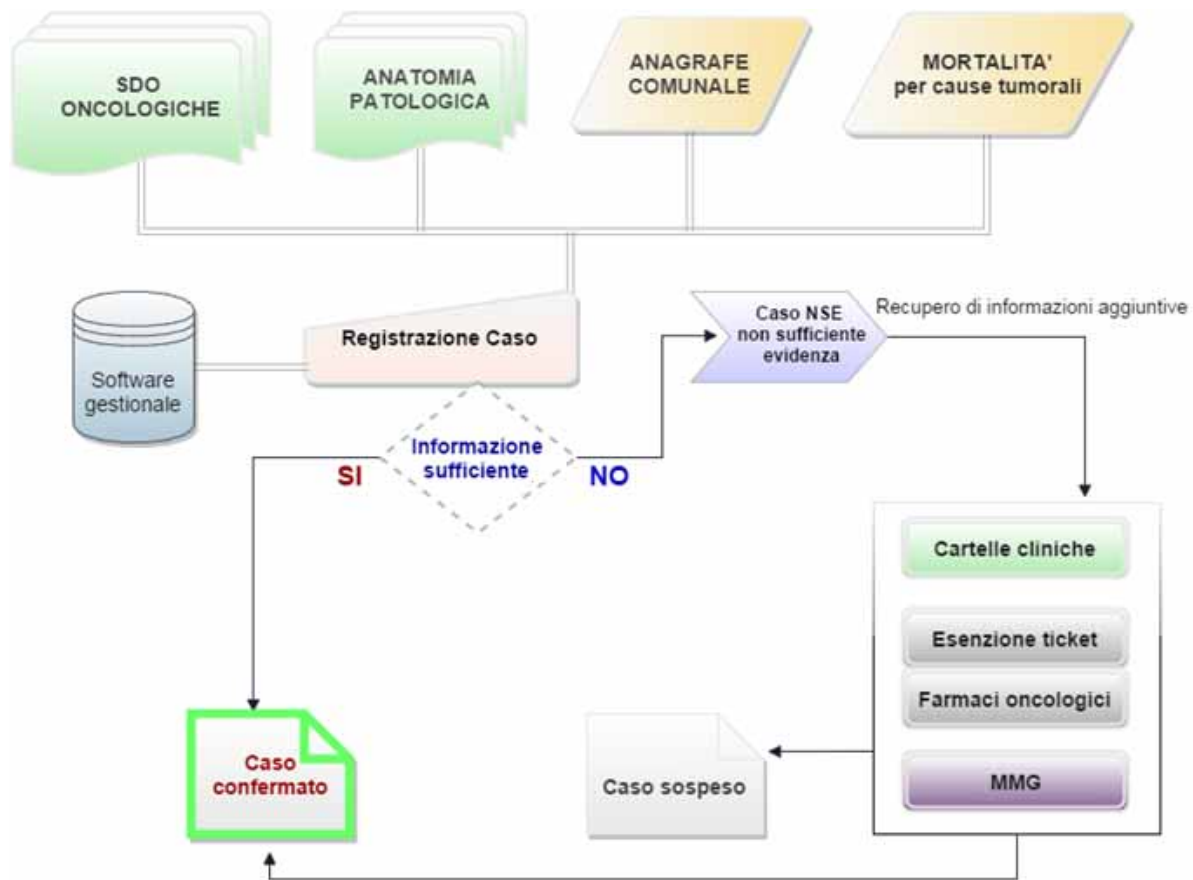 SDO
ONCOLOGICHE
ANATOMIA
PATOLOGICA
ANAGRAFE
COMUNALE
MORTALITA'
per cause tumorali
Registrazione Caso
Software
gestionale
Caso NSE
non sufficiente
evidenza
Recupero di informazioni aggiuntive
Informazione
sufficiente
SI
NO
Cartelle cliniche
Esenzione ticket
Farmaci oncologici
MMG
Caso
confermato
Caso sospeso